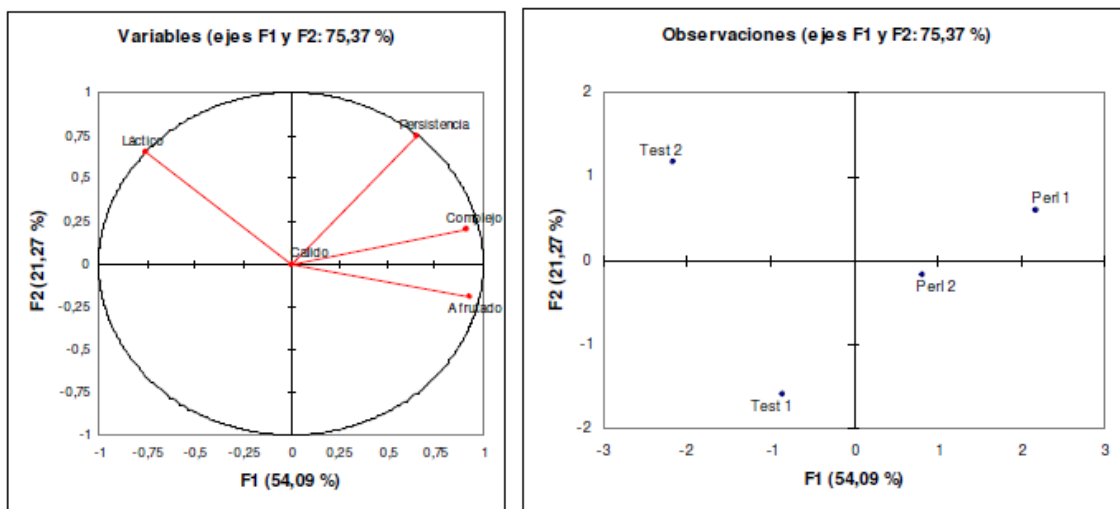 Variables (ejes F1 y F2: 75,37 %)
1
0,75
0,5
0,25
0
-0,25
-0,5
-0,75
-1
F2 (21,27 %)
Láctico
Persistencia
Complejo
Calido
Afrutado
-1
-0,75
-0,5
-0,25
0
0,25
0,5
0,75
1
F1 (54,09 %)
Observaciones (ejes F1 y F2: 75,37 %)
2
1
0
-1
-2
F2 (21,27 %)
Test 2
Perl 1
Perl 2
Test 1
-3
-2
-1
0
1
2
3
F1 (54,09 %)